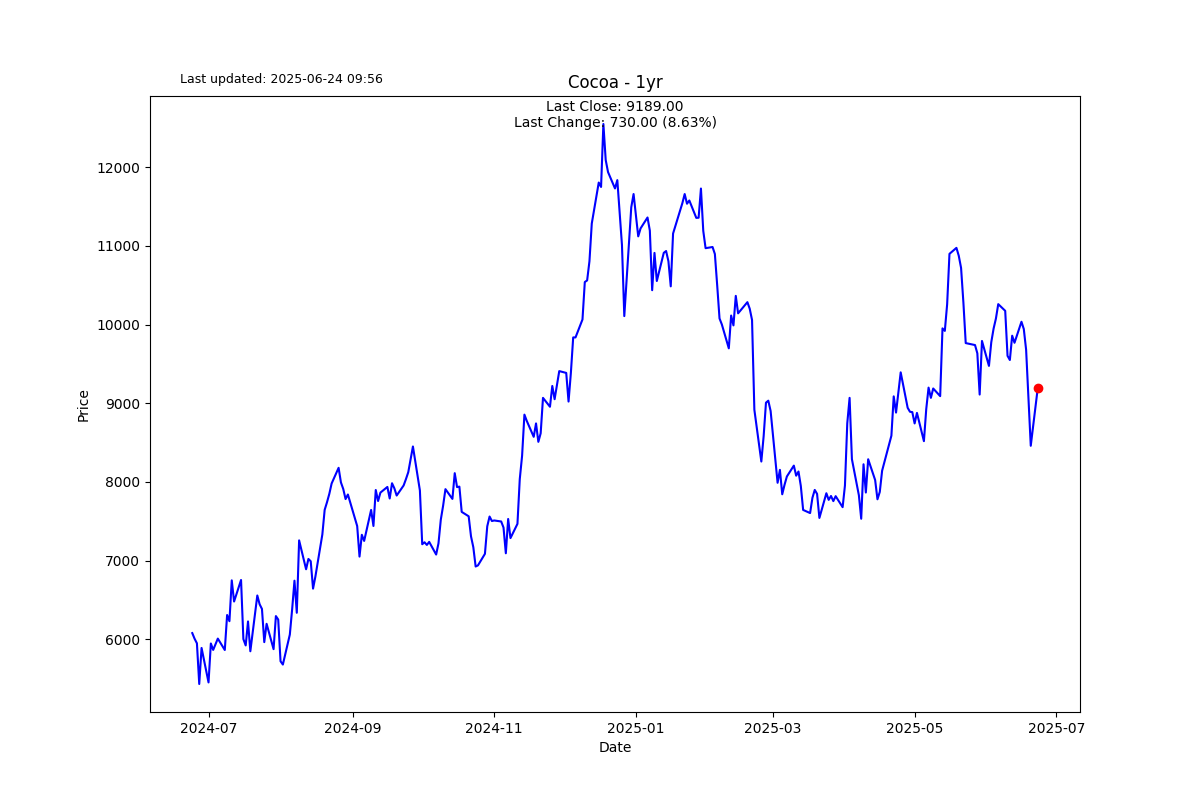 Last updated: 2025-06-24 09:56
Cocoa - 1yr
Last Close: 9189.00
Last Change: 730.00 (8.63%)
12000
11000
10000
9000
8000
7000
6000
Price
2024-07
2024-09
2024-11
2025-01
2025-03
2025-05
2025-07
Date